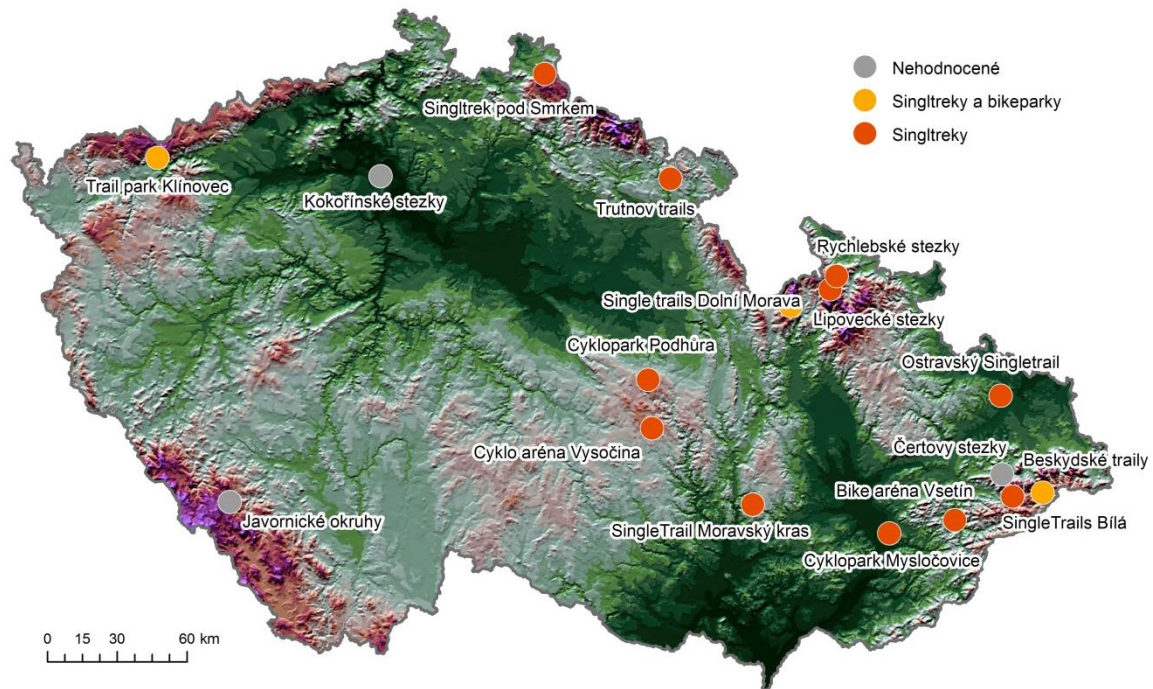 Nehodnocené
Singltreky a bikeparky
Singltreky
Singltrek pod Smrkem
Trail park Klínovec
Kokořínské stezky
Trutnov trails
Rychlebské stezky
Single trails Dolní Morava
Lipovecké stezky
Cyklopark Podhůra
Ostravský Singletrail
Cyklo aréna Vysočina
Čertovy stezky
Beskydské traily
Bike aréna Vsetín
Javornické okruhy
SingleTrail Moravský kras
SingleTrails Bílá
Cyklopark Mysločovice
0 15 30 60 km